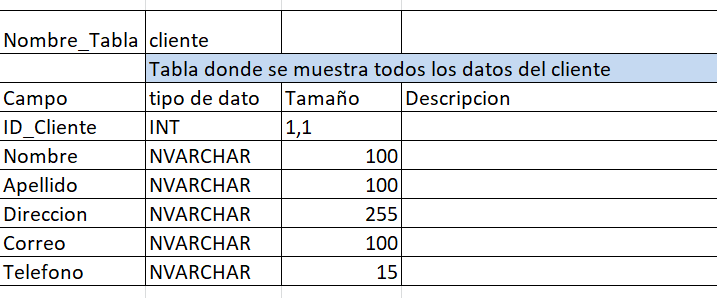 Nombre_Tabla cliente
Tabla donde se muestra todos los datos del cliente
Campo tipo de dato Tamaño Descripcion
ID_Cliente INT 1,1
Nombre NVARCHAR 100
Apellido NVARCHAR 100
Direccion NVARCHAR 255
Correo NVARCHAR 100
Telefono NVARCHAR 15